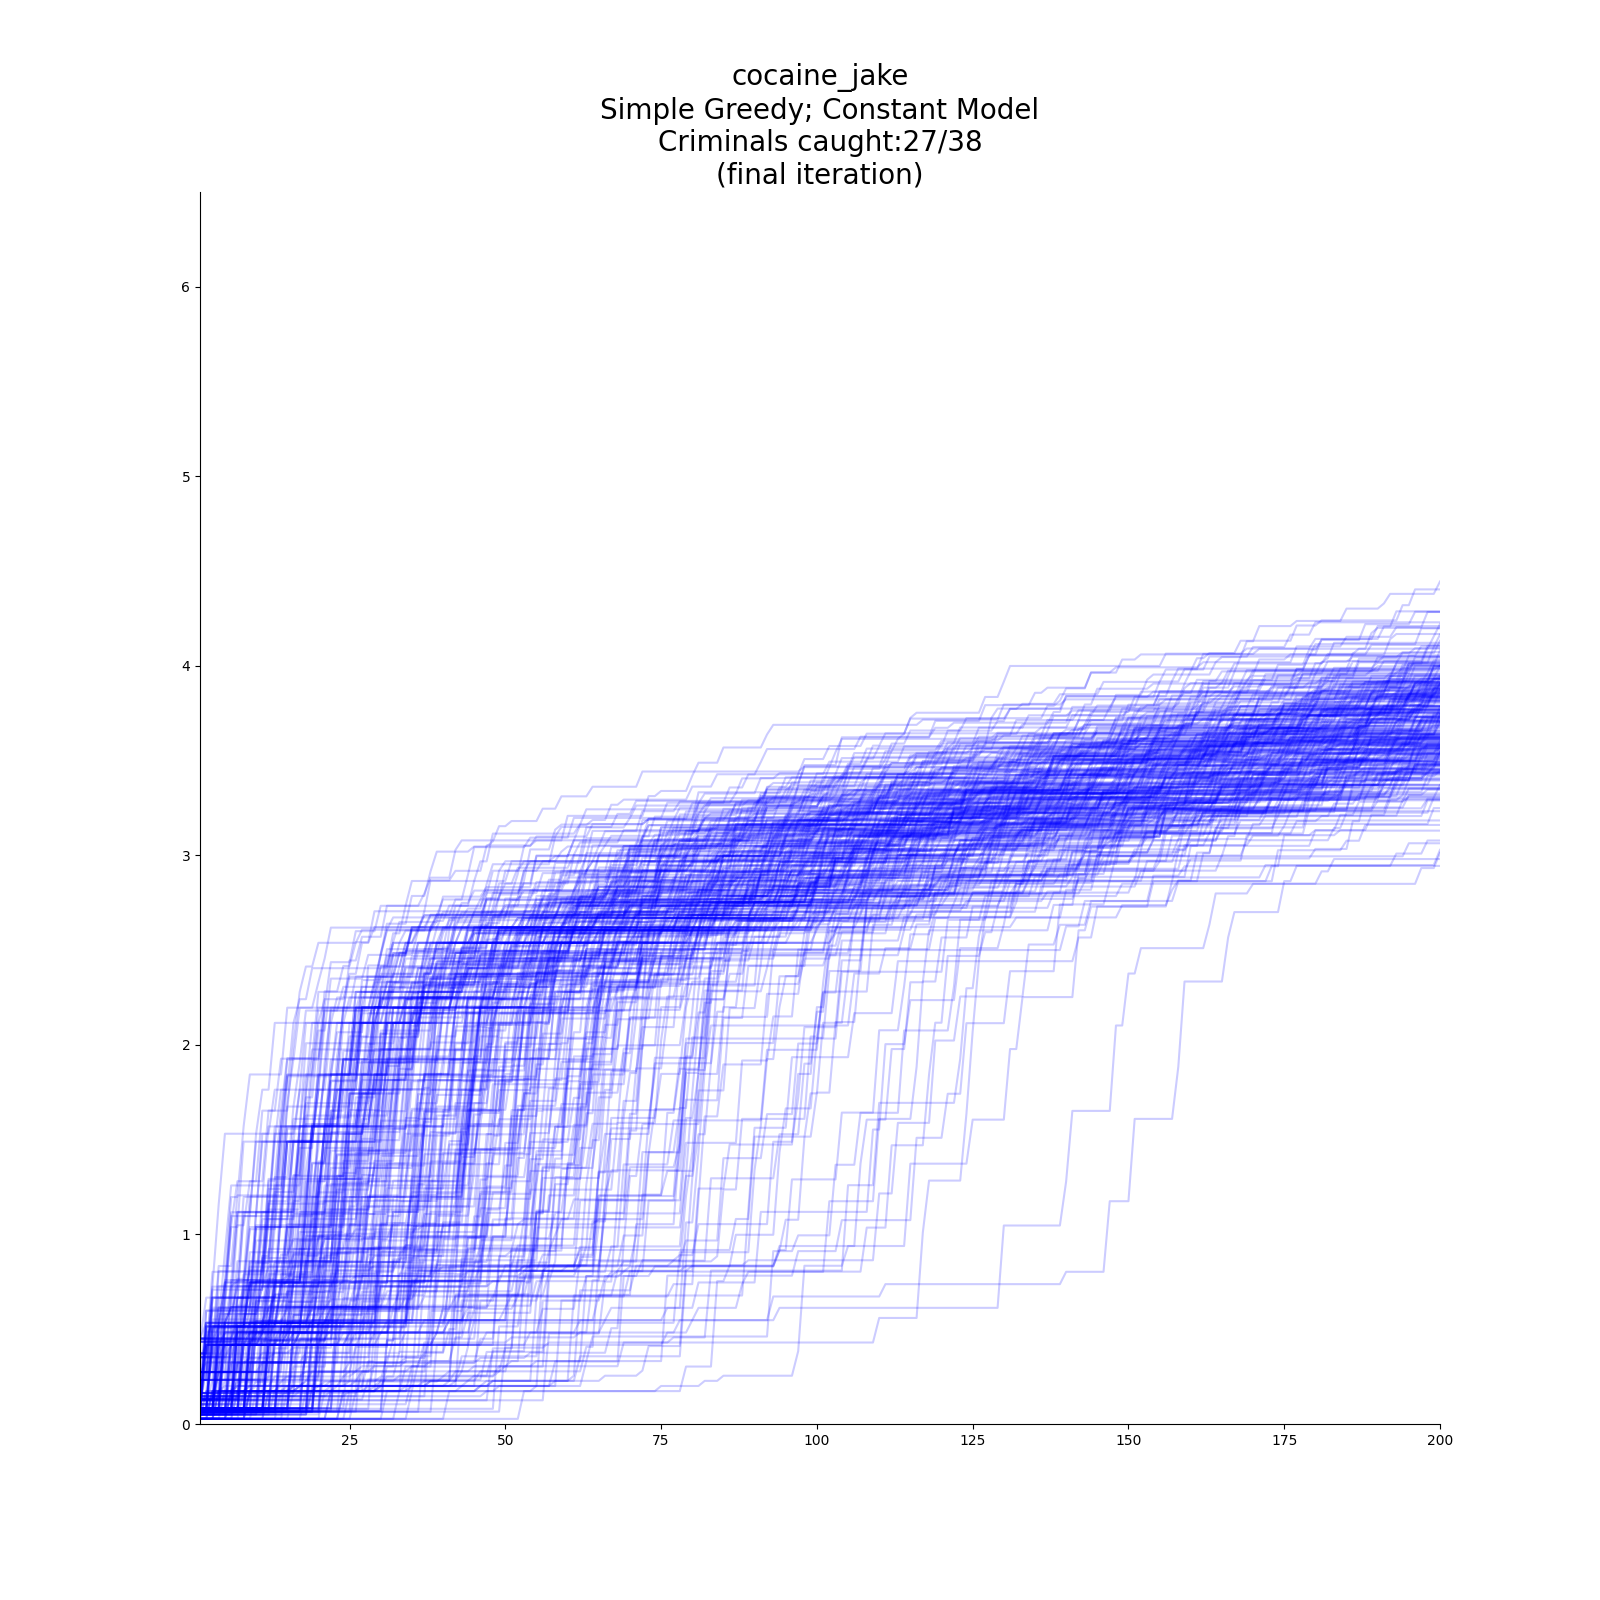 cocaine_jake
Simple Greedy; Constant Model
Criminals caught:27/38
(final iteration)
6
5
4
3
2
1
0
25 50 75 100 125 150 175 200